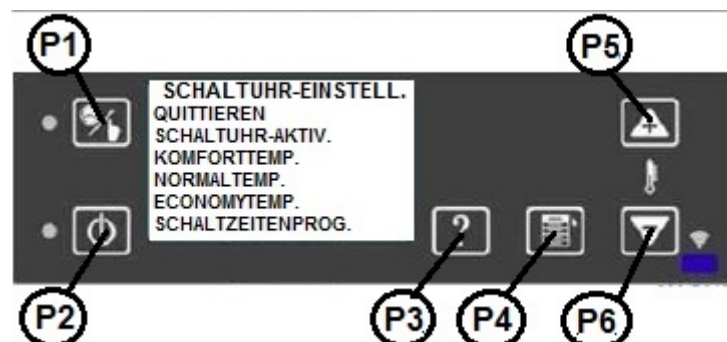 P1
P5
SCHALTUHR-EINSTELL.
QUITTIEREN
SCHALTUHR-AKTIV.
KOMFORTTEMP.
NORMALTEMP.
ECONOMYTEMP.
SCHALTZEITENPROG.
+
?
P2
P3
P4
P6